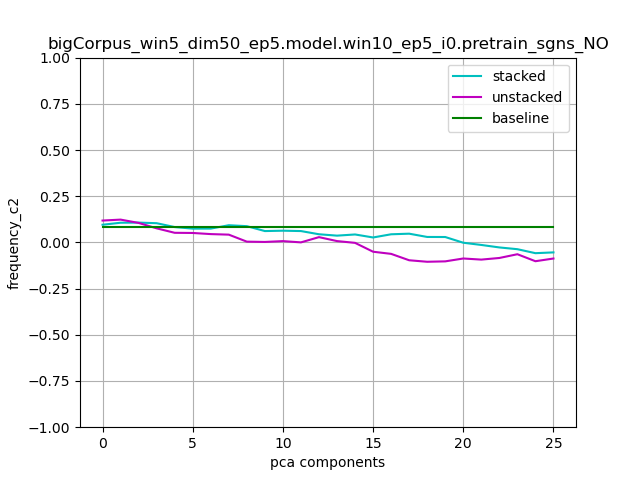 bigCorpus_win5_dim50_ep5.model.win10_ep5_i0.pretrain_sgns_NO
1.00
0.75
0.50
0.25
0.00
−0.25
−0.50
−0.75
−1.00
frequency_c2
stacked
unstacked
baseline
0 5 10 15 20 25
pca components